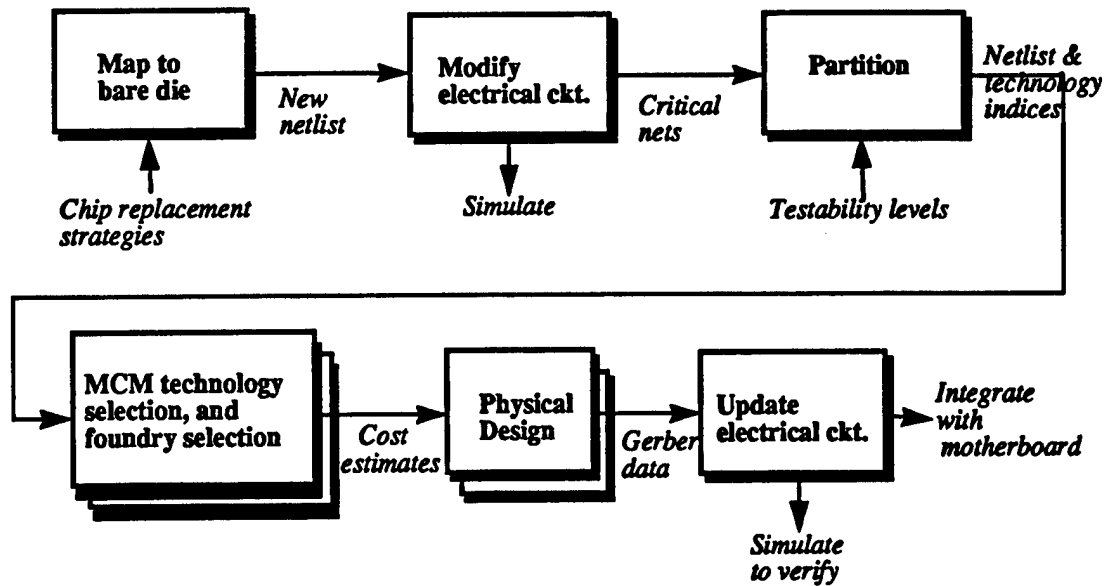 Map to
bare die
New
netlist
Modify
electrical ckt.
Critical
nets
Partition
Netlist &
technology
indices
Chip replacement
strategies
Simulate
Testability levels
MCM technology
selection, and
foundry selection
Cost
estimates
Physical
Design
Gerber
data
Update
electrical ckt.
Integrate
with
motherboard
Simulate
to verify